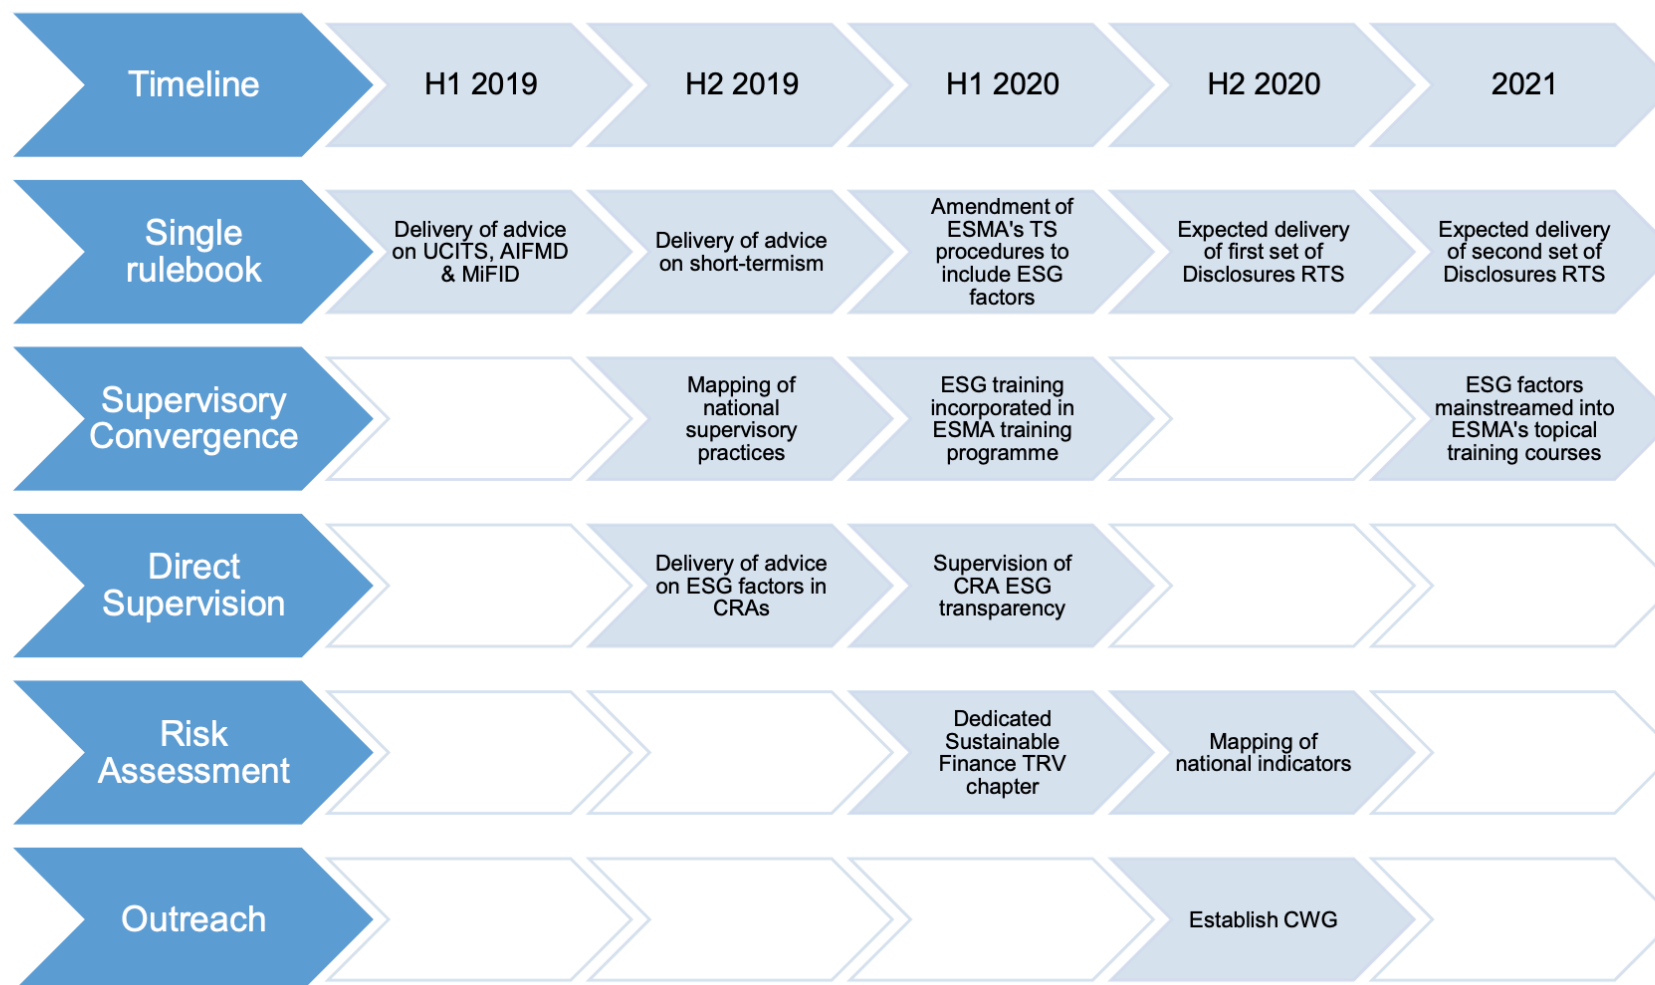 Timeline
H1 2019
H2 2019
H1 2020
H2 2020
2021
Single
rulebook
Delivery of advice
on UCITS, AIFMD
& MiFID
Delivery of advice
on short-termism
Amendment of
ESMA's TS
procedures to
include ESG
factors
Expected delivery
of first set of
Disclosures RTS
Expected delivery
of second set of
Disclosures RTS
Supervisory
Convergence
Mapping of
national
supervisory
practices
ESG training
incorporated in
ESMA training
programme
ESG factors
mainstreamed into
ESMA's topical
training courses
Direct
Supervision
Delivery of advice
on ESG factors in
CRAs
Supervision of
CRA ESG
transparency
Risk
Assessment
Dedicated
Sustainable
Finance TRV
chapter
Mapping of
national indicators
Outreach
Establish CWG